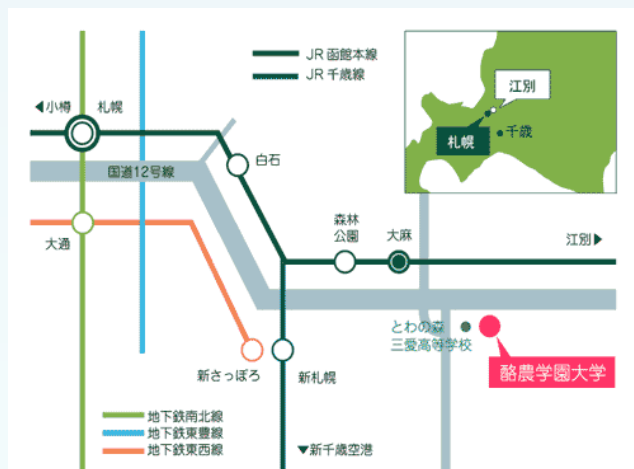 JR函館本線
JR千歳線
◀小樽
札幌
国道12号線
白石
大通
森林
公園
大麻
江別▶
新さっぽろ
新札幌
とわの森
三愛高等学校
酪農学園大学
地下鉄南北線
地下鉄東豊線
地下鉄東西線
▼新千歳空港
江別
札幌
千歳